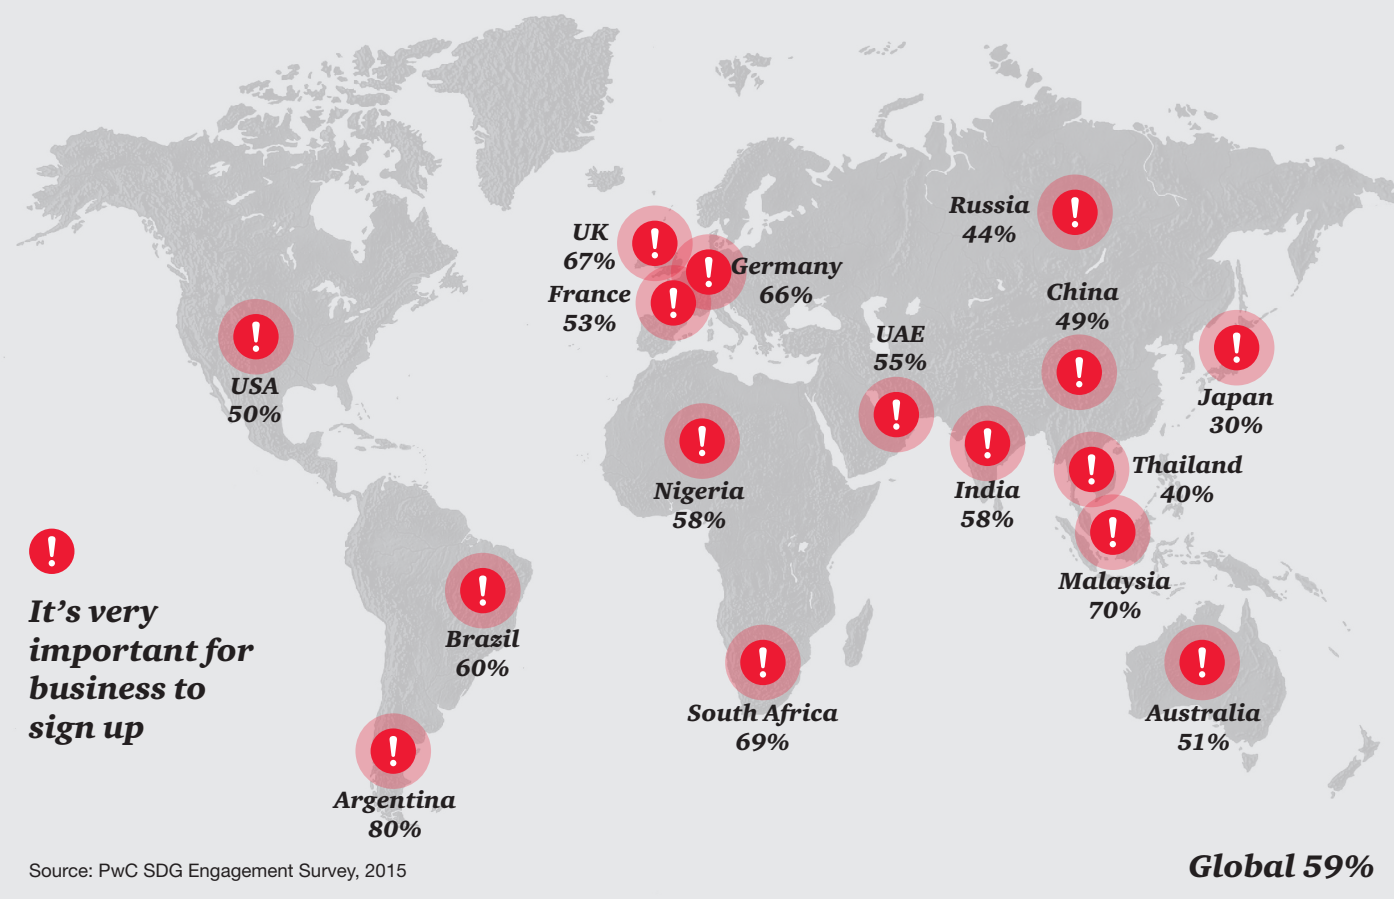 Russia
44%
UK
67%
Germany
66%
France
53%
China
49%
UAE
55%
USA
50%
Japan
30%
Thailand
40%
Nigeria
58%
India
58%
Malaysia
70%
It’s very
important for
business to
sign up
Brazil
60%
South Africa
69%
Australia
51%
Argentina
80%
Source: PwC SDG Engagement Survey, 2015
Global 59%